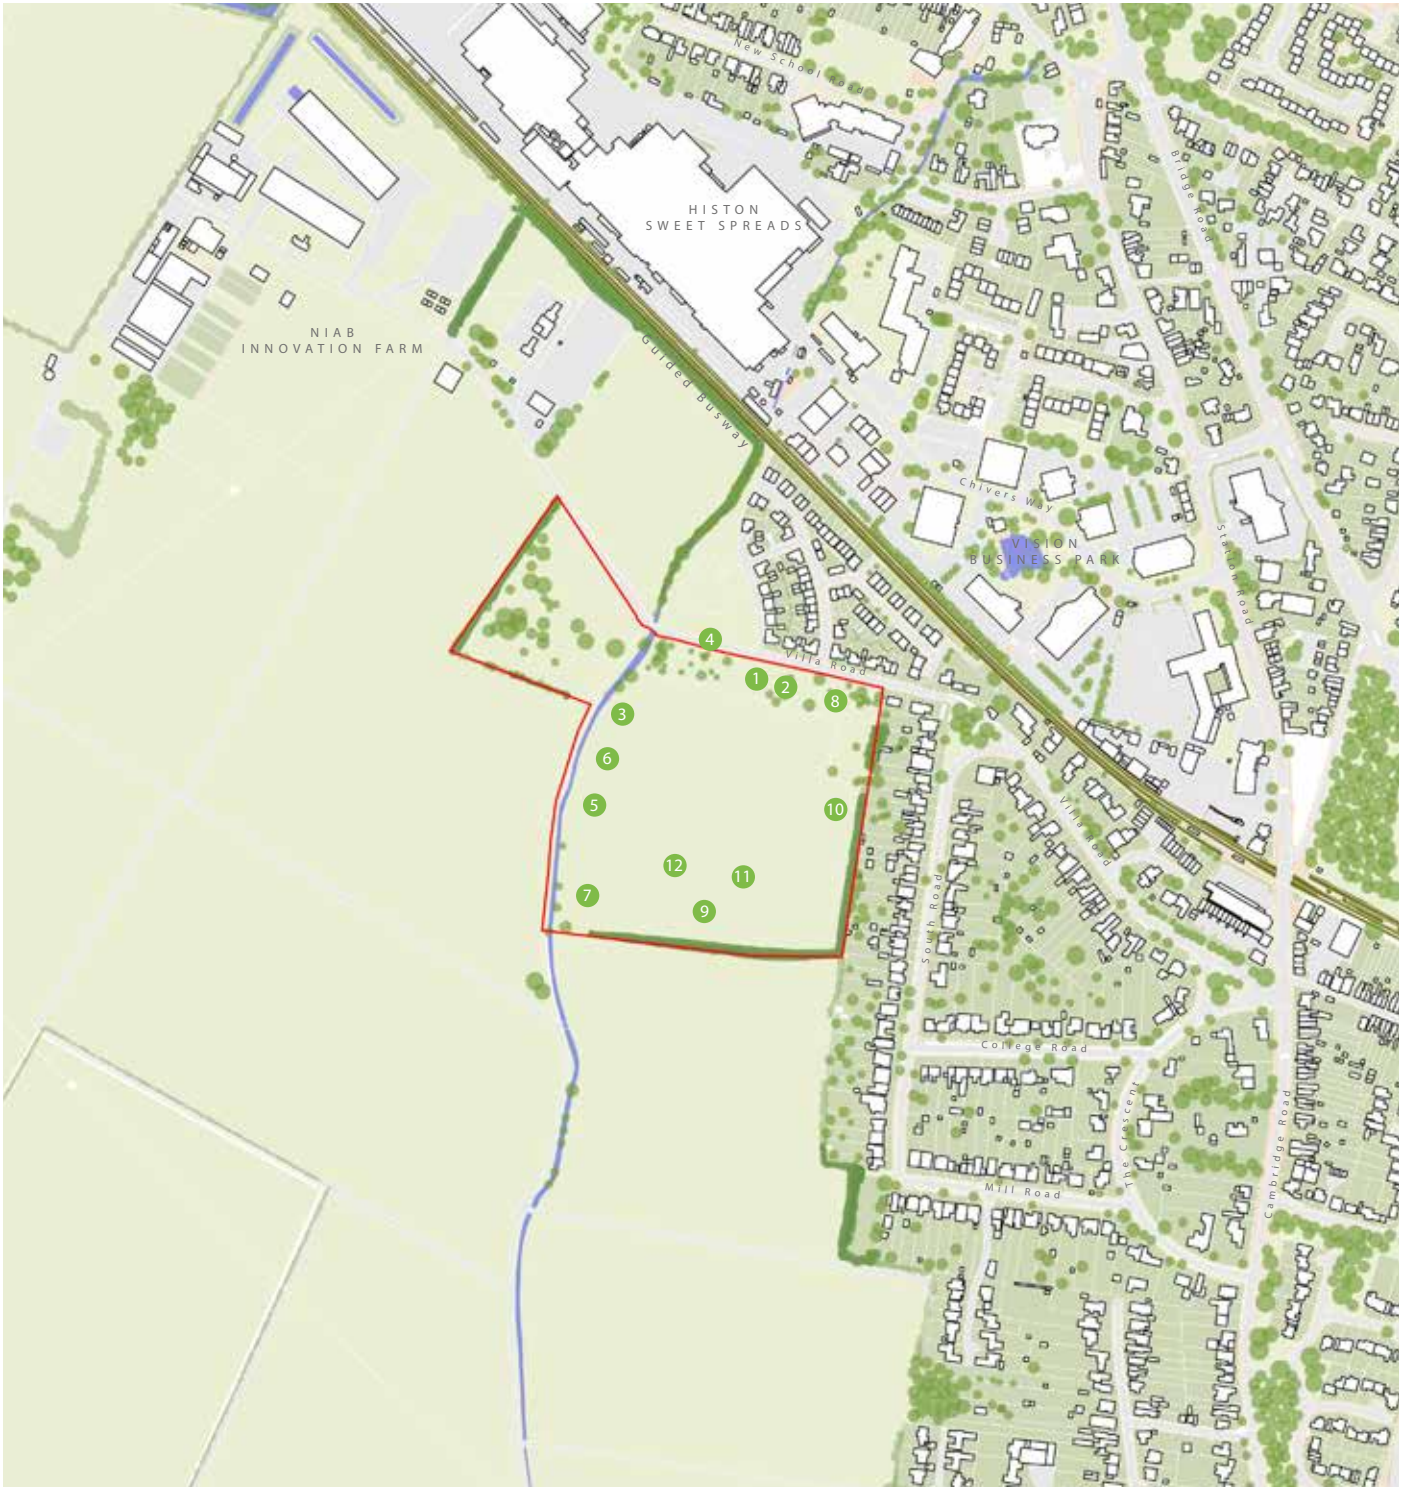 New School Road
Bridge Road
HISTON
SWEET SPREADS
NIAB
INNOVATION FARM
Guided Busway
Chivers Way
VISION
BUSINESS PARK
Station Road
4
Villa Road
1
2
8
3
6
5
10
Villa Road
12
11
7
9
South Road
College Road
The Crescent
Cambridge Road
Mill Road